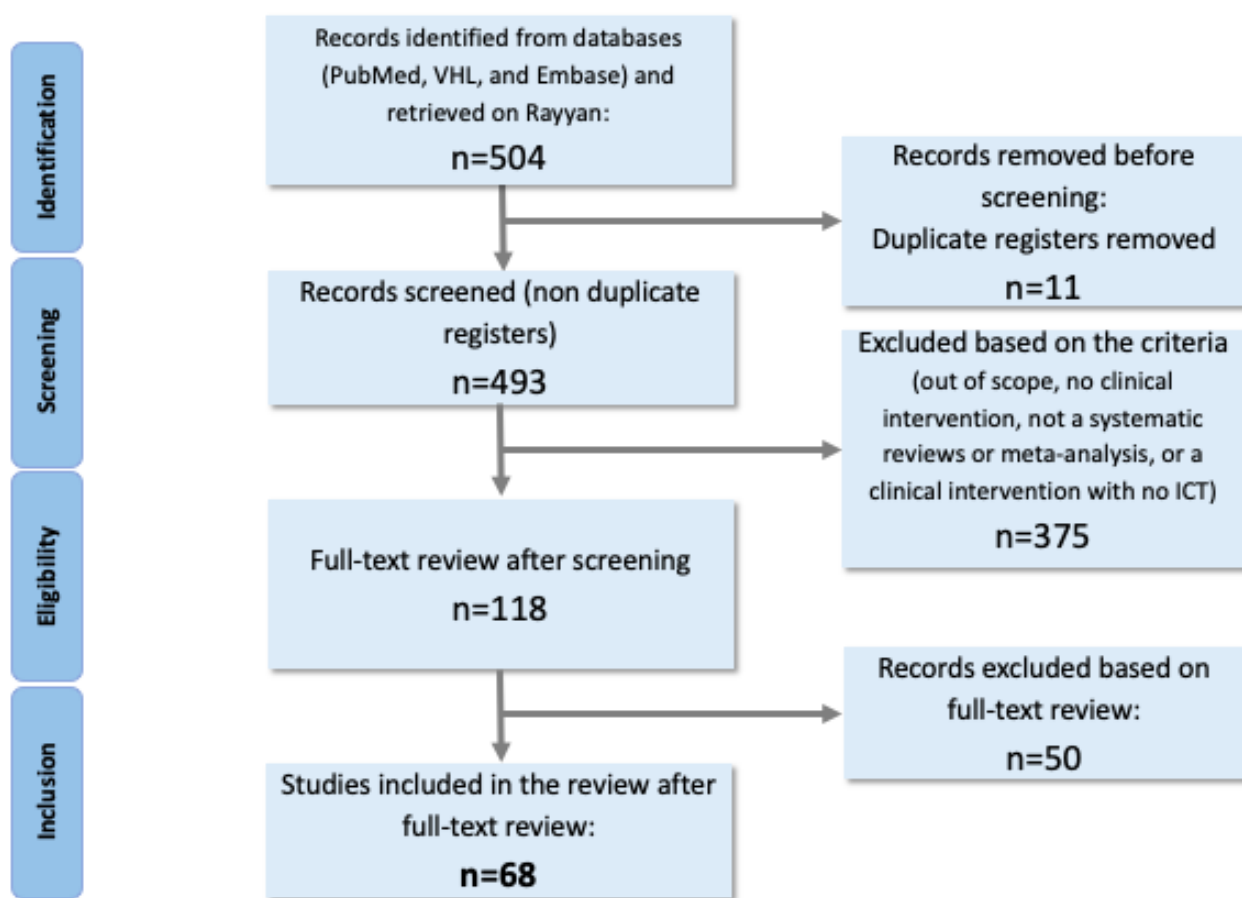 Identification
Records identified from databases
(PubMed, VHL, and Embase) and
retrieved on Rayyan:
n=504
Records removed before
screening:
Duplicate registers removed
n=11
Screening
Records screened (non duplicate
registers)
n=493
Excluded based on the criteria
(out of scope, no clinical
intervention, not a systematic
reviews or meta-analysis, or a
clinical intervention with no ICT)
n=375
Eligibility
Full-text review after screening
n=118
Records excluded based on
full-text review:
n=50
Inclusion
Studies included in the review after
full-text review:
n=68